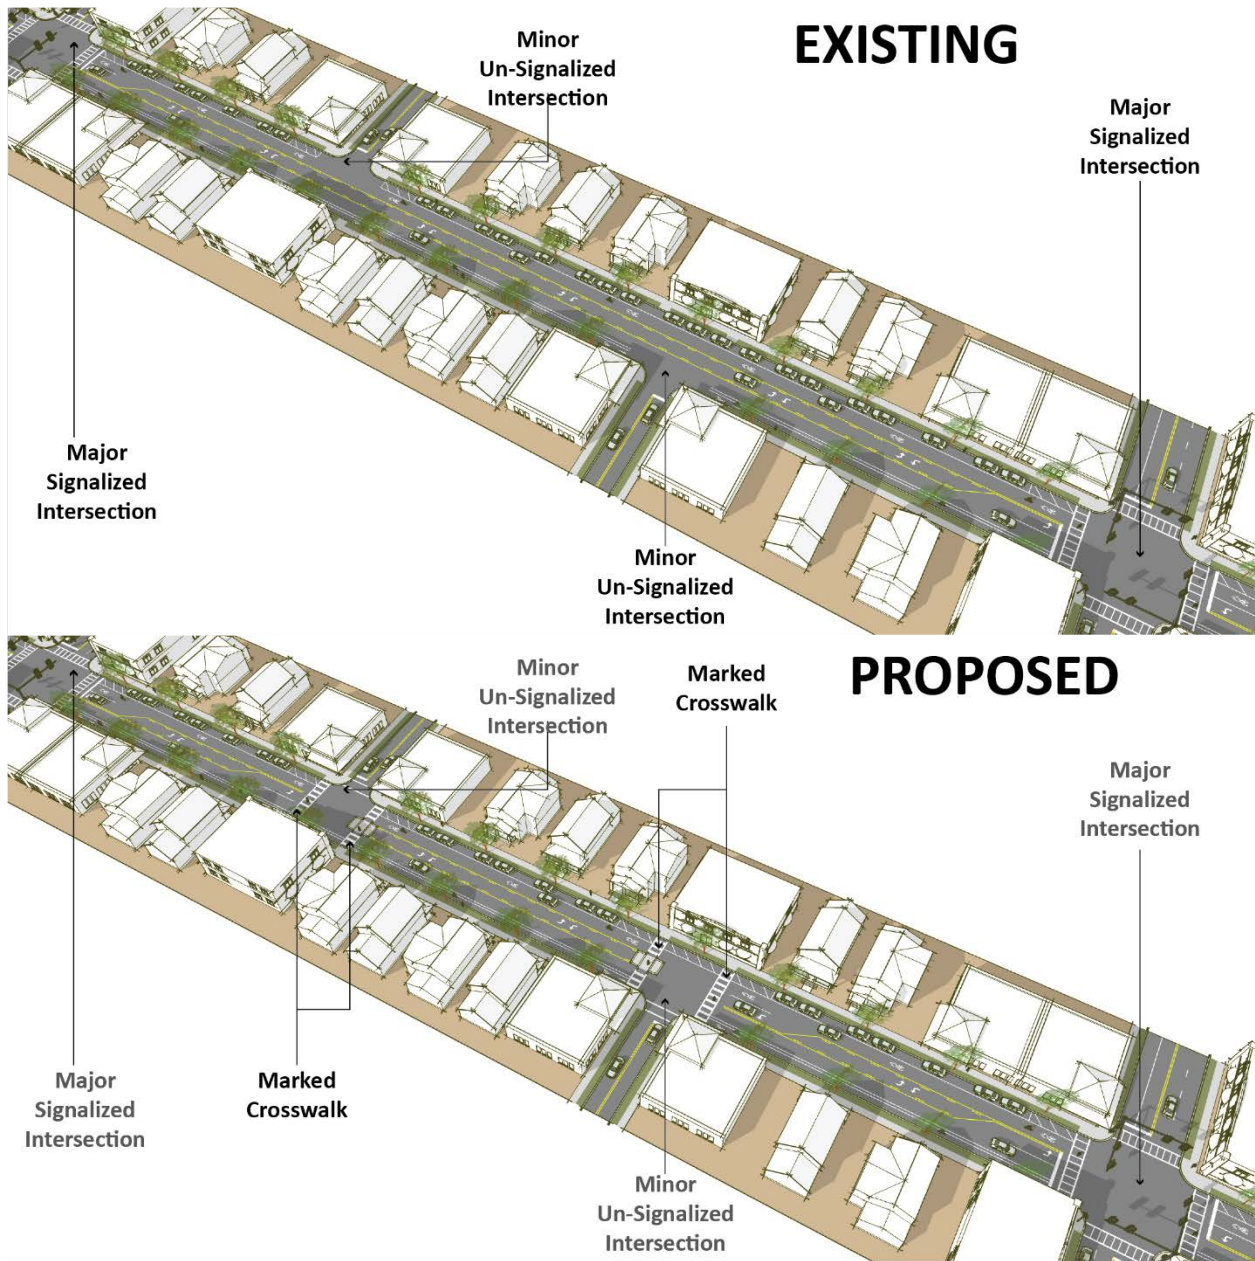 EXISTING
Minor
Un-Signalized
Intersection
Major
Signalized
Intersection
Major
Signalized
Intersection
Minor
Un-Signalized
Intersection
PROPOSED
Minor
Un-Signalized
Intersection
Marked
Crosswalk
Major
Signalized
Intersection
Major
Signalized
Intersection
Marked
Crosswalk
Minor
Un-Signalized
Intersection